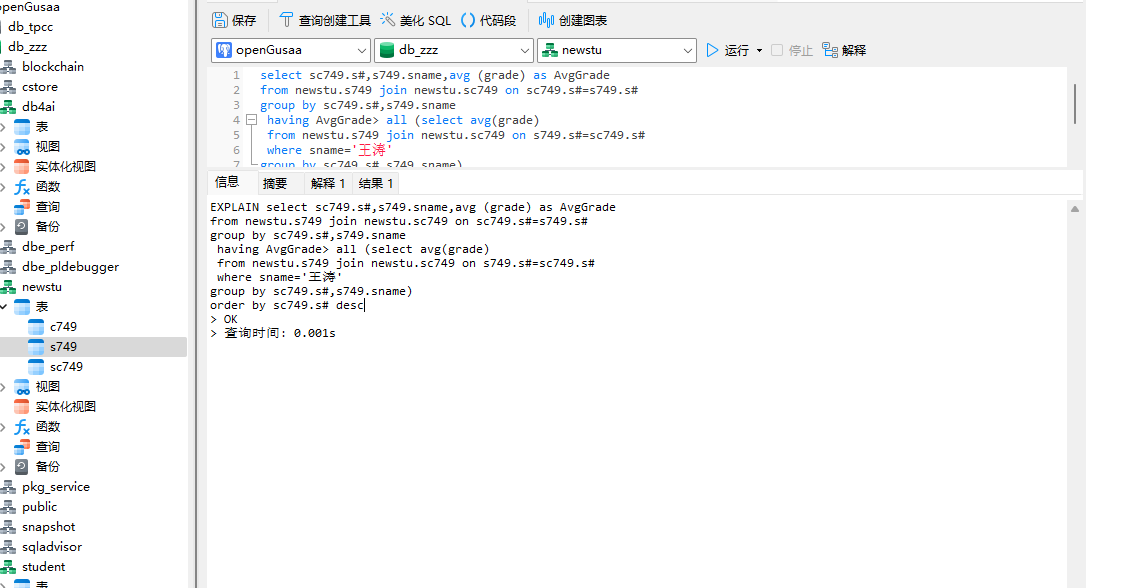 openGusaa
db_tpcc
db_zzz
blockchain
cstore
db4ai
表
视图
实体化视图
函数
查询
备份
dbe_perf
dbe_pldebugger
newstu
表
c749
s749
sc749
视图
实体化视图
函数
查询
备份
pkg_service
public
snapshot
sqladvisor
student
表
保存 查询创建工具 美化 SQL 代码段 创建图表
openGusaa db_zzz newstu 运行 停止 解释
1 select sc749.s#,s749.sname,avg (grade) as AvgGrade
2 from newstu.s749 join newstu.sc749 on sc749.s#=s749.s#
3 group by sc749.s#,s749.sname
4 having AvgGrade> all (select avg(grade)
5 from newstu.s749 join newstu.sc749 on s749.s#=sc749.s#
6 where sname='王涛'
7 group by sc749.s#,s749.sname)
信息 摘要 解释 1 结果 1
EXPLAIN select sc749.s#,s749.sname,avg (grade) as AvgGrade
from newstu.s749 join newstu.sc749 on sc749.s#=s749.s#
group by sc749.s#,s749.sname
having AvgGrade> all (select avg(grade)
from newstu.s749 join newstu.sc749 on s749.s#=sc749.s#
where sname='王涛'
group by sc749.s#,s749.sname)
order by sc749.s# desc
> OK
> 查询时间: 0.001s